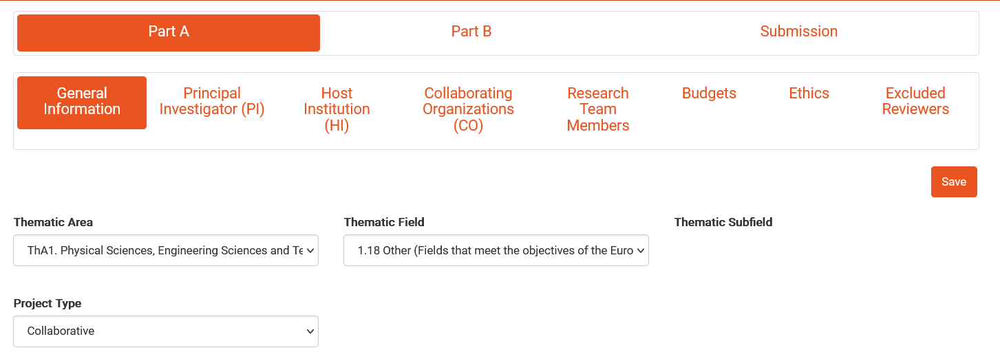 Part A
Part B
Submission
General
Information
Principal
Investigator (PI)
Host
Institution
(HI)
Collaborating
Organizations
(CO)
Research
Team
Members
Budgets
Ethics
Excluded
Reviewers
Save
Thematic Area
Thematic Field
Thematic Subfield
ThA1. Physical Sciences, Engineering Sciences and Te
1.18 Other (Fields that meet the objectives of the Euro
Project Type
Collaborative